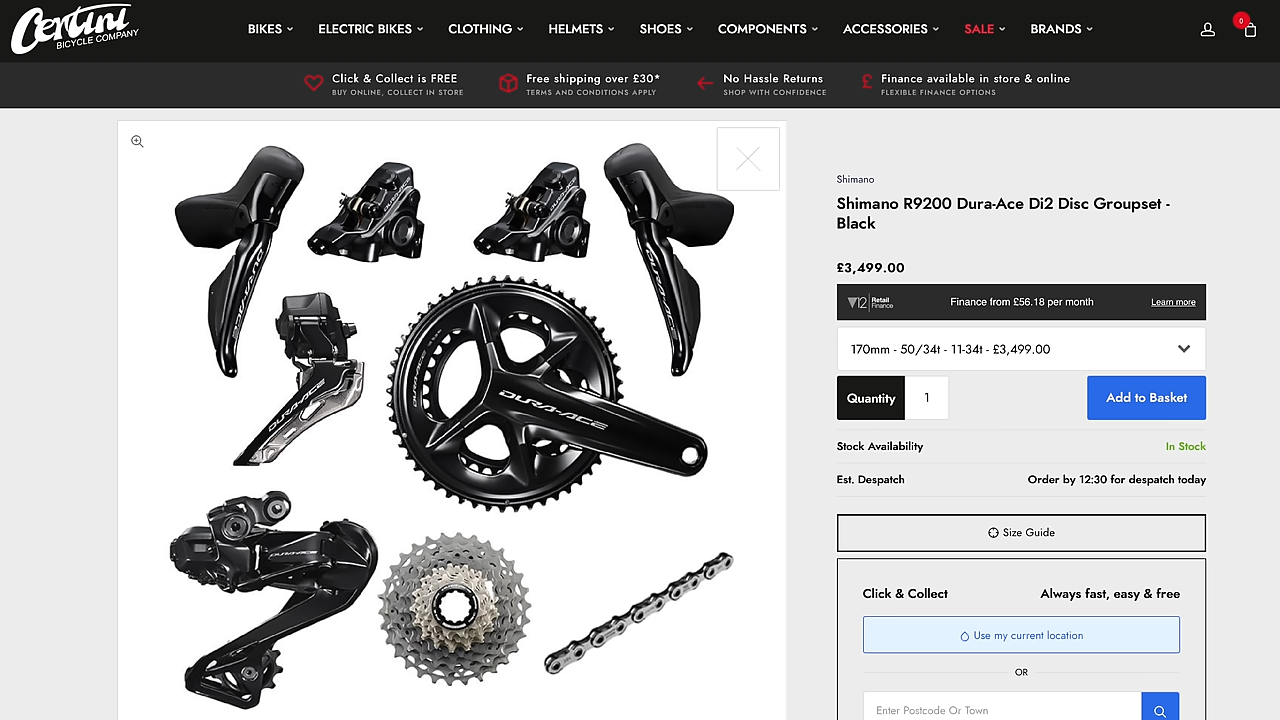 Certini
BICYCLE COMPANY
BIKES
ELECTRIC BIKES
CLOTHING
HELMETS
SHOES
COMPONENTS
ACCESSORIES
SALE
BRANDS
0
Click & Collect is FREE
BUY ONLINE, COLLECT IN STORE
Free shipping over £30*
TERMS AND CONDITIONS APPLY
No Hassle Returns
SHOP WITH CONFIDENCE
£
Finance available in store & online
FLEXIBLE FINANCE OPTIONS
SHIMANO
DURA-ACE
DURA-ACE
DURA-ACE
DURA-ACE
DURA-ACE
Shimano
Shimano R9200 Dura-Ace Di2 Disc Groupset -
Black
£3,499.00
V12 Retail
Finance
Finance from £56.18 per month
Learn more
170mm - 50/34t - 11-34t - £3,499.00
Quantity
1
Add to Basket
Stock Availability
In Stock
Est. Despatch
Order by 12:30 for despatch today
Size Guide
Click & Collect
Always fast, easy & free
Use my current location
OR
Enter Postcode Or Town